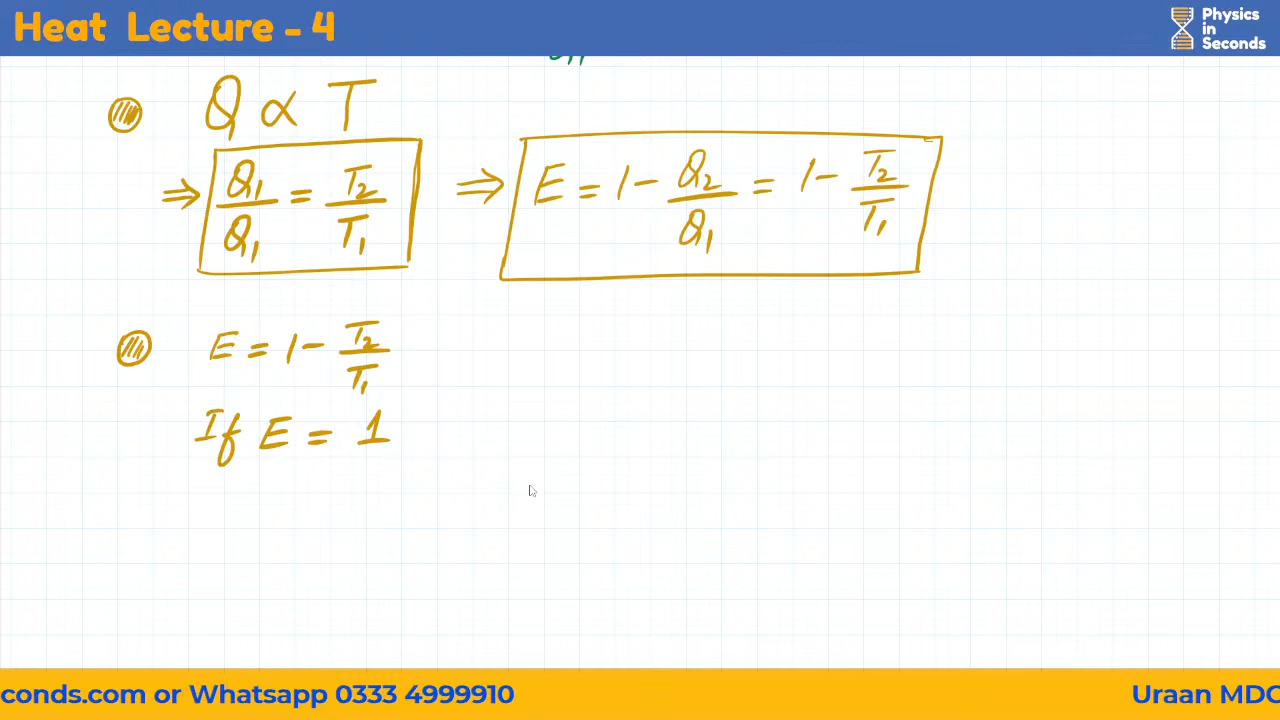 Heat Lecture - 4
Physics
in
Seconds
Q ∝ T
⇒ Q₁/Q₁ = T₂/T₁ ⇒ E = 1 - Q₂/Q₁ = 1 - T₂/T₁
E = 1 - T₂/T₁
If E = 1
conds.com or Whatsapp 0333 4999910
Uraan MDC